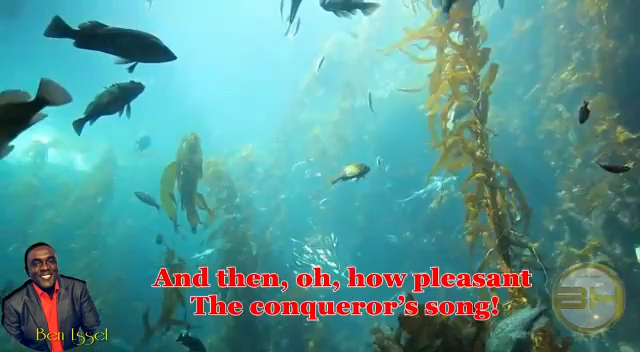 And then, oh, how pleasant
The conqueror's song!
Ben Issel